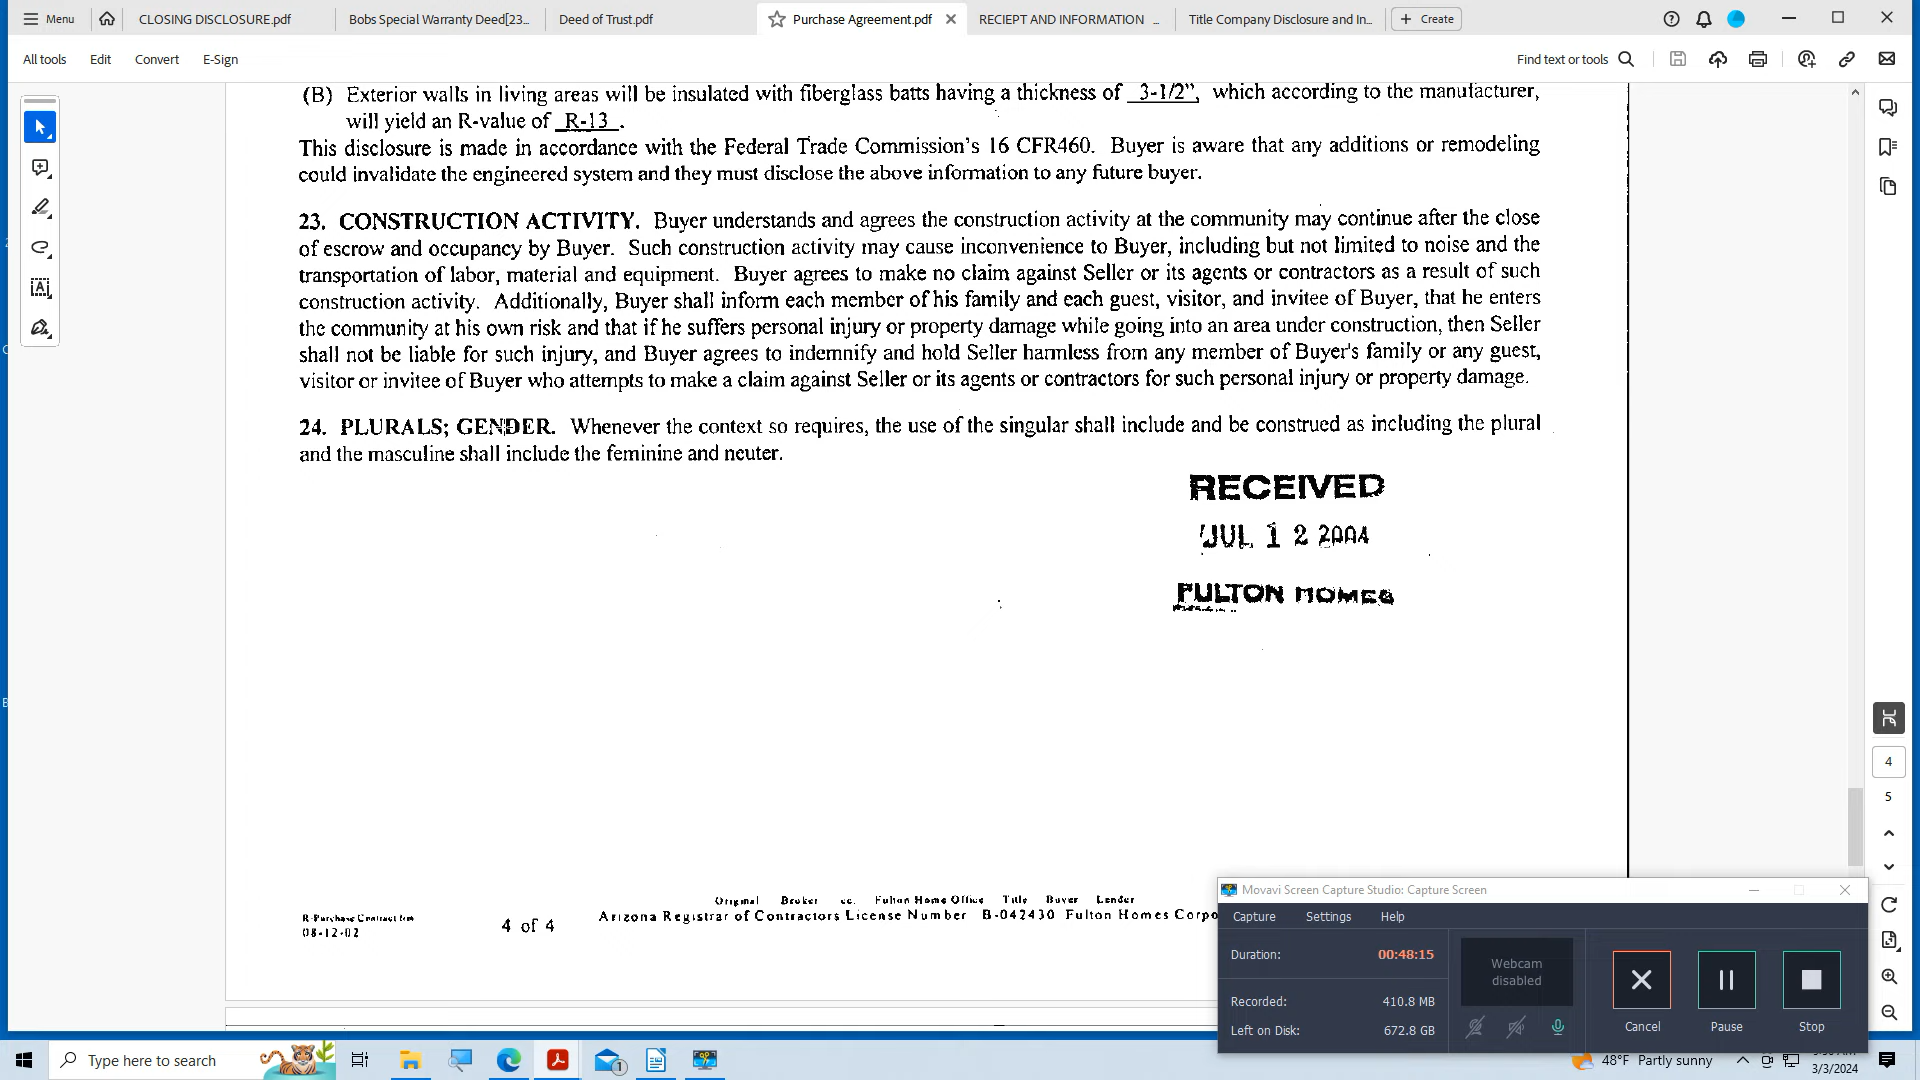 Menu
CLOSING DISCLOSURE.pdf
Bobs Special Warranty Deed[23...
Deed of Trust.pdf
Purchase Agreement.pdf
RECIEPT AND INFORMATION ...
Title Company Disclosure and In...
Create
All tools
Edit
Convert
E-Sign
Find text or tools
(B) Exterior walls in living areas will be insulated with fiberglass batts having a thickness of 3-1/2", which according to the manufacturer,
will yield an R-value of R-13.
This disclosure is made in accordance with the Federal Trade Commission's 16 CFR460. Buyer is aware that any additions or remodeling
could invalidate the engineered system and they must disclose the above information to any future buyer.
23. CONSTRUCTION ACTIVITY. Buyer understands and agrees the construction activity at the community may continue after the close
of escrow and occupancy by Buyer. Such construction activity may cause inconvenience to Buyer, including but not limited to noise and the
transportation of labor, material and equipment. Buyer agrees to make no claim against Seller or its agents or contractors as a result of such
construction activity. Additionally, Buyer shall inform each member of his family and each guest, visitor, and invitee of Buyer, that he enters
the community at his own risk and that if he suffers personal injury or property damage while going into an area under construction, then Seller
shall not be liable for such injury, and Buyer agrees to indemnify and hold Seller harmless from any member of Buyer's family or any guest,
visitor or invitee of Buyer who attempts to make a claim against Seller or its agents or contractors for such personal injury or property damage.
24. PLURALS; GENDER. Whenever the context so requires, the use of the singular shall include and be construed as including the plural
and the masculine shall include the feminine and neuter.
RECEIVED
JUL 12 2004
FULTON HOMES
4
5
Original Broker cc. Fulton Home Office Title Buyer Lender
R-Purchase Contract
08-12-02
4 of 4
Arizona Registrar of Contractors License Number B-042430 Fulton Homes Corpo
Movavi Screen Capture Studio: Capture Screen
Capture
Settings
Help
Duration:
00:48:15
Webcam
disabled
Recorded:
410.8 MB
Left on Disk:
672.8 GB
Cancel
Pause
Stop
Type here to search
1
48°F Partly sunny
3/3/2024